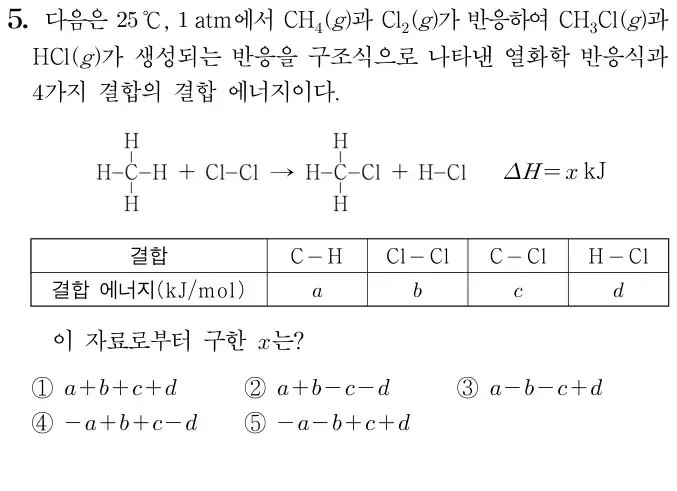 5. 다음은 25℃, 1 atm에서 CH₄(g)과 Cl₂(g)가 반응하여 CH₃Cl(g)과
HCl(g)가 생성되는 반응을 구조식으로 나타낸 열화학 반응식과
4가지 결합의 결합 에너지이다.
H H
H-C-H + Cl-Cl → H-C-Cl + H-Cl ΔH=x kJ
H H
결합 C-H Cl-Cl C-Cl H-Cl
결합 에너지(kJ/mol) a b c d
이 자료로부터 구한 x는?
① a+b+c+d ② a+b-c-d ③ a-b-c+d
④ -a+b+c-d ⑤ -a-b+c+d